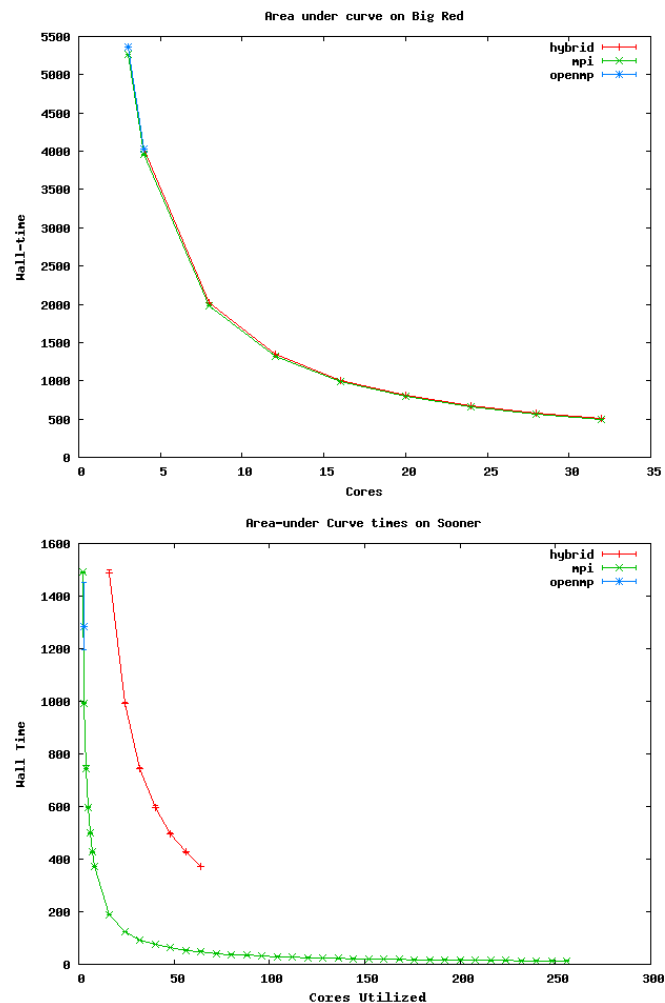 Area under curve on Big Red
5500
5000
4500
4000
3500
3000
2500
2000
1500
1000
500
0
Wall-time
hybrid
mpi
openmp
0 5 10 15 20 25 30 35
Cores
Area-under Curve times on Sooner
1600
1400
1200
1000
800
600
400
200
0
Wall Time
hybrid
mpi
openmp
0 50 100 150 200 250 300
Cores Utilized